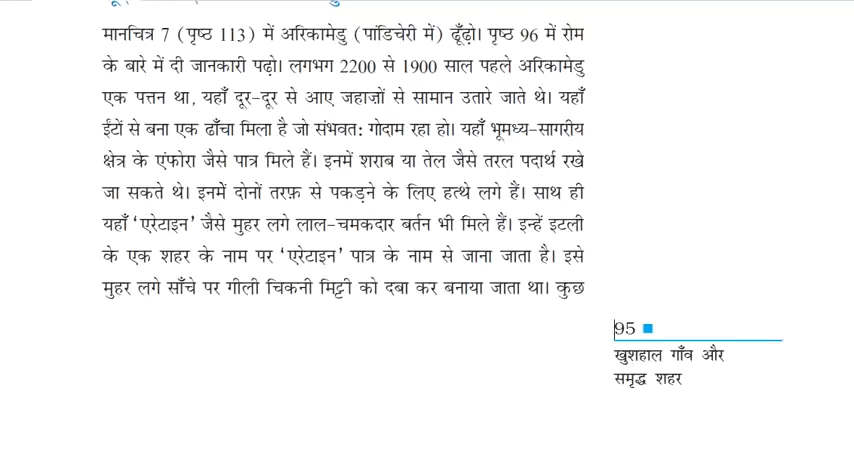 मानचित्र 7 (पृष्ठ 113) में अरिकामेडु (पांडिचेरी में) ढूँढ़ो। पृष्ठ 96 में रोम
के बारे में दी जानकारी पढ़ो। लगभग 2200 से 1900 साल पहले अरिकामेडु
एक पत्तन था, यहाँ दूर-दूर से आए जहाज़ों से सामान उतारे जाते थे। यहाँ
ईंटों से बना एक ढाँचा मिला है जो संभवत: गोदाम रहा हो। यहाँ भूमध्य-सागरीय
क्षेत्र के एंफोरा जैसे पात्र मिले हैं। इनमें शराब या तेल जैसे तरल पदार्थ रखे
जा सकते थे। इनमें दोनों तरफ़ से पकड़ने के लिए हत्थे लगे हैं। साथ ही
यहाँ ‘एरेटाइन’ जैसे मुहर लगे लाल-चमकदार बर्तन भी मिले हैं। इन्हें इटली
के एक शहर के नाम पर ‘एरेटाइन’ पात्र के नाम से जाना जाता है। इसे
मुहर लगे साँचे पर गीली चिकनी मिट्टी को दबा कर बनाया जाता था। कुछ
95
खुशहाल गाँव और
समृद्ध शहर